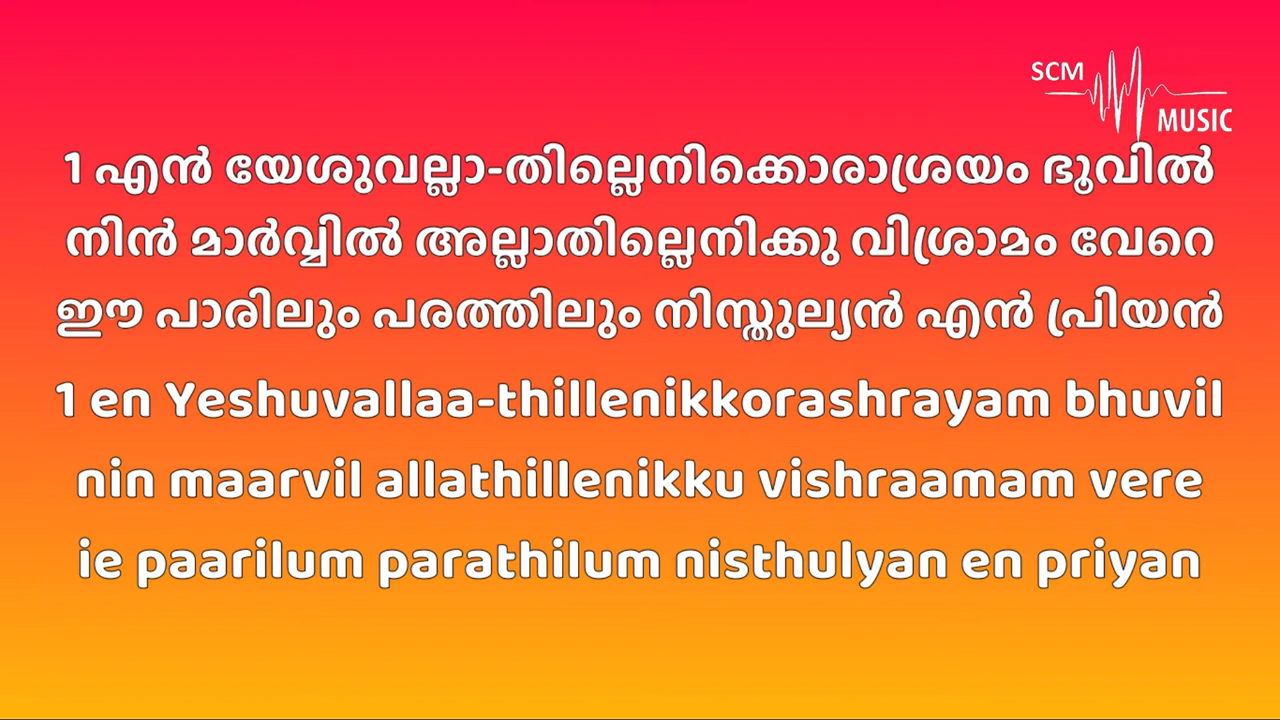 SCM
MUSIC
1 എൻ യേശുവല്ലാ-തില്ലെനിക്കൊരാശ്രയം ഭൂവിൽ
നിൻ മാർവ്വിൽ അല്ലാതില്ലെനിക്കു വിശ്രാമം വേറെ
ഈ പാരിലും പരത്തിലും നിസ്തുല്യൻ എൻ പ്രിയൻ
1 en Yeshuvallaa-thillenikkorashrayam bhuvil
nin maarvil allathillenikku vishraamam vere
ie paarilum parathilum nisthulyan en priyan